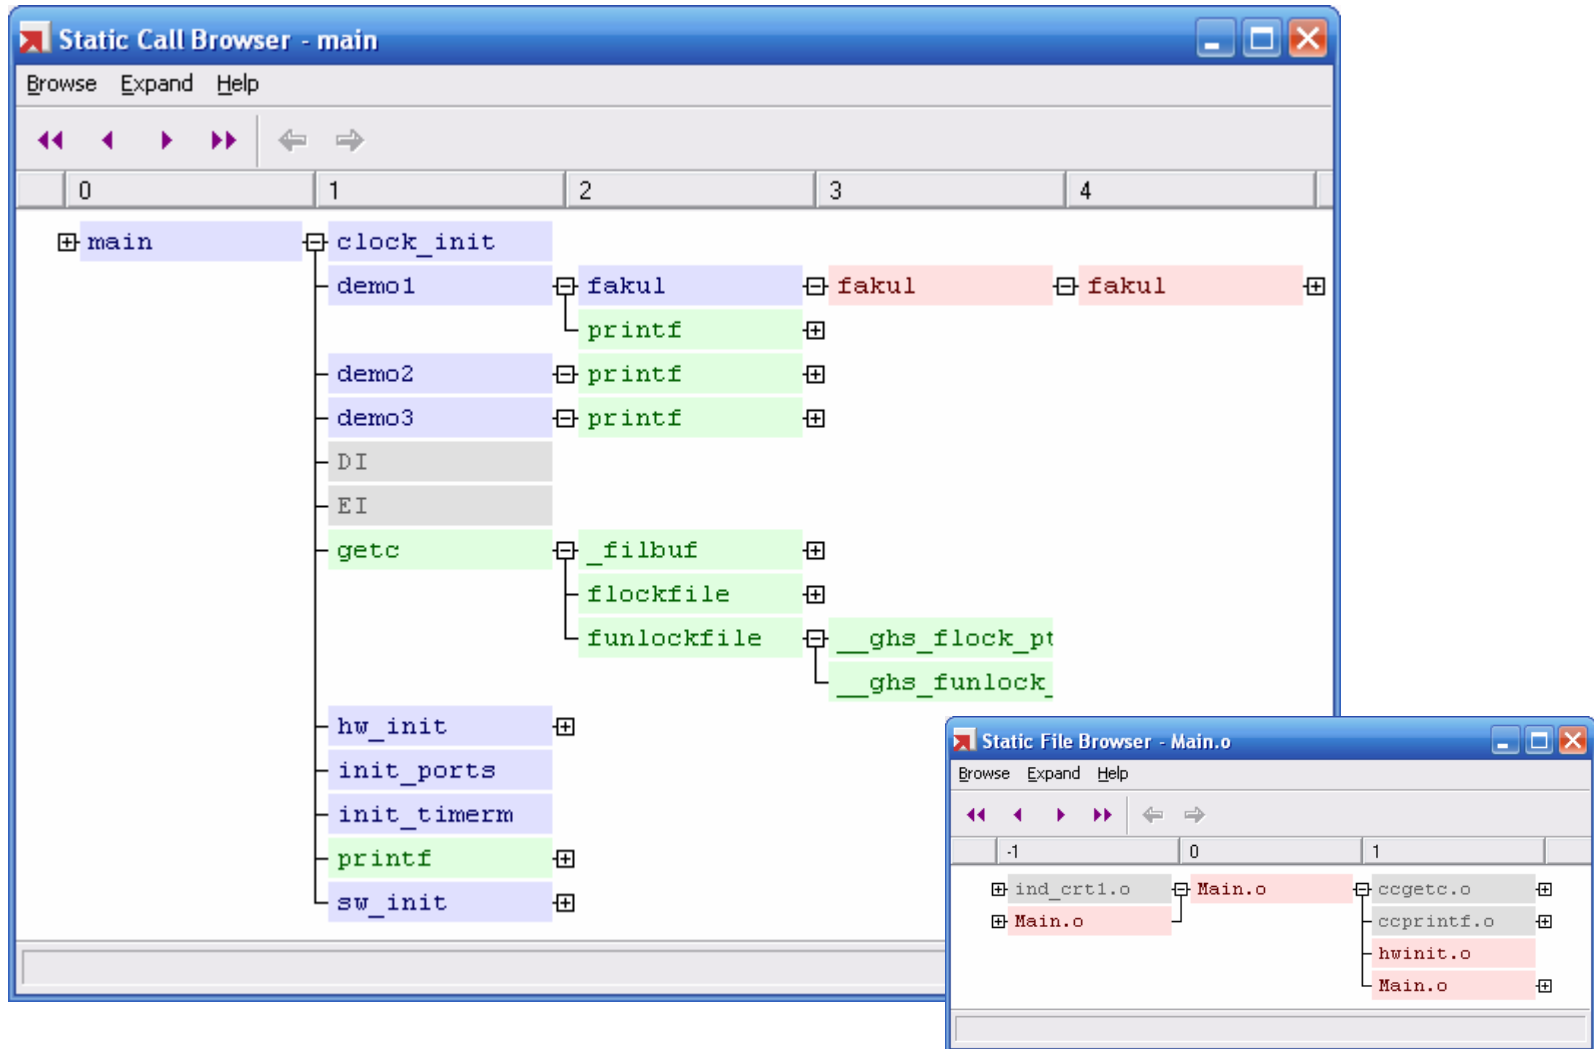 Static Call Browser - main
Browse Expand Help
0 1 2 3 4
main clock_init
demo1 fakul fakul fakul
printf
demo2 printf
demo3 printf
DI
EI
getc _filbuf
flockfile
funlockfile __ghs_flock_pt
__ghs_funlock_
hw_init
init_ports
init_timerm
printf
sw_init
Static File Browser - Main.o
Browse Expand Help
-1 0 1
ind_crt1.o Main.o ccgetc.o
Main.o ccprintf.o
hwinit.o
Main.o